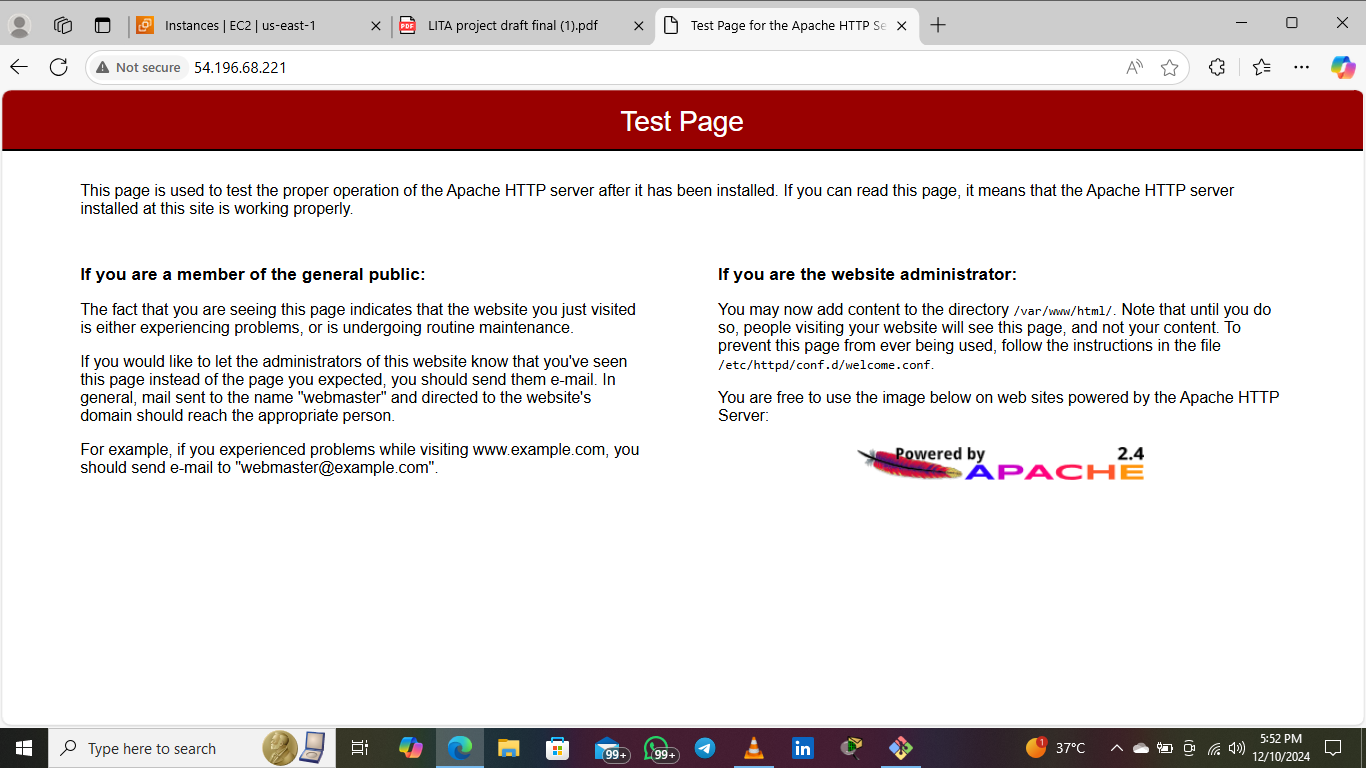 Instances | EC2 | us-east-1
LITA project draft final (1).pdf
Test Page for the Apache HTTP Se
Not secure
54.196.68.221
Test Page
This page is used to test the proper operation of the Apache HTTP server after it has been installed. If you can read this page, it means that the Apache HTTP server
installed at this site is working properly.
If you are a member of the general public:
The fact that you are seeing this page indicates that the website you just visited
is either experiencing problems, or is undergoing routine maintenance.
If you would like to let the administrators of this website know that you've seen
this page instead of the page you expected, you should send them e-mail. In
general, mail sent to the name "webmaster" and directed to the website's
domain should reach the appropriate person.
For example, if you experienced problems while visiting www.example.com, you
should send e-mail to "webmaster@example.com".
If you are the website administrator:
You may now add content to the directory /var/www/html/. Note that until you do
so, people visiting your website will see this page, and not your content. To
prevent this page from ever being used, follow the instructions in the file
/etc/httpd/conf.d/welcome.conf.
You are free to use the image below on web sites powered by the Apache HTTP
Server:
Powered by 2.4
APACHE
Type here to search
99+
99+
1
37°C
5:52 PM
12/10/2024